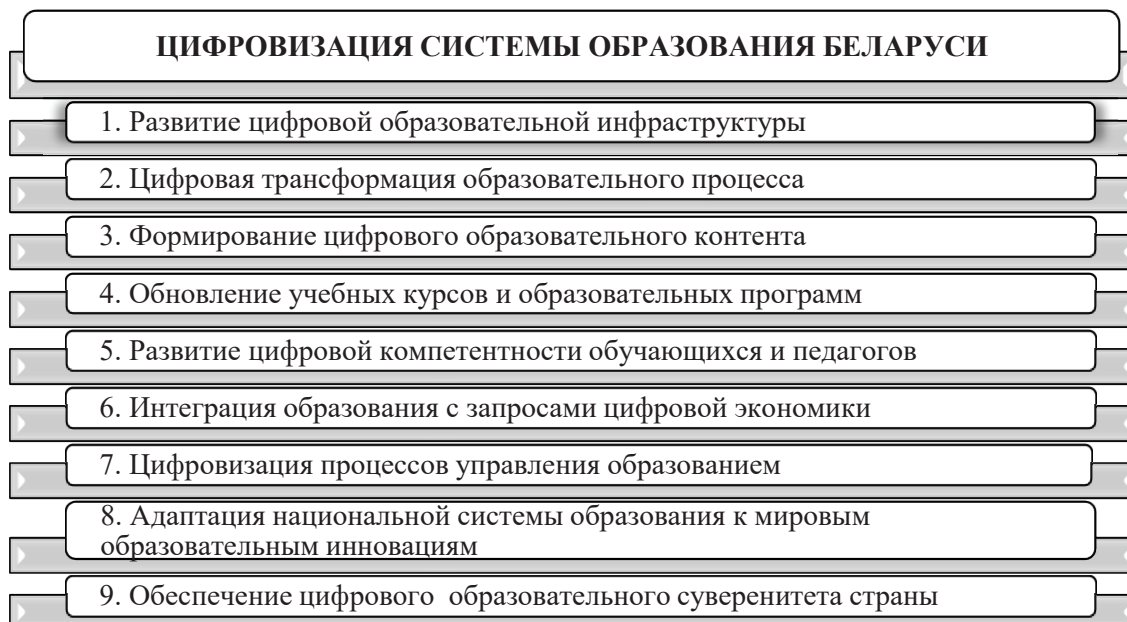 ЦИФРОВИЗАЦИЯ СИСТЕМЫ ОБРАЗОВАНИЯ БЕЛАРУСИ
1. Развитие цифровой образовательной инфраструктуры
2. Цифровая трансформация образовательного процесса
3. Формирование цифрового образовательного контента
4. Обновление учебных курсов и образовательных программ
5. Развитие цифровой компетентности обучающихся и педагогов
6. Интеграция образования с запросами цифровой экономики
7. Цифровизация процессов управления образованием
8. Адаптация национальной системы образования к мировым
образовательным инновациям
9. Обеспечение цифрового образовательного суверенитета страны